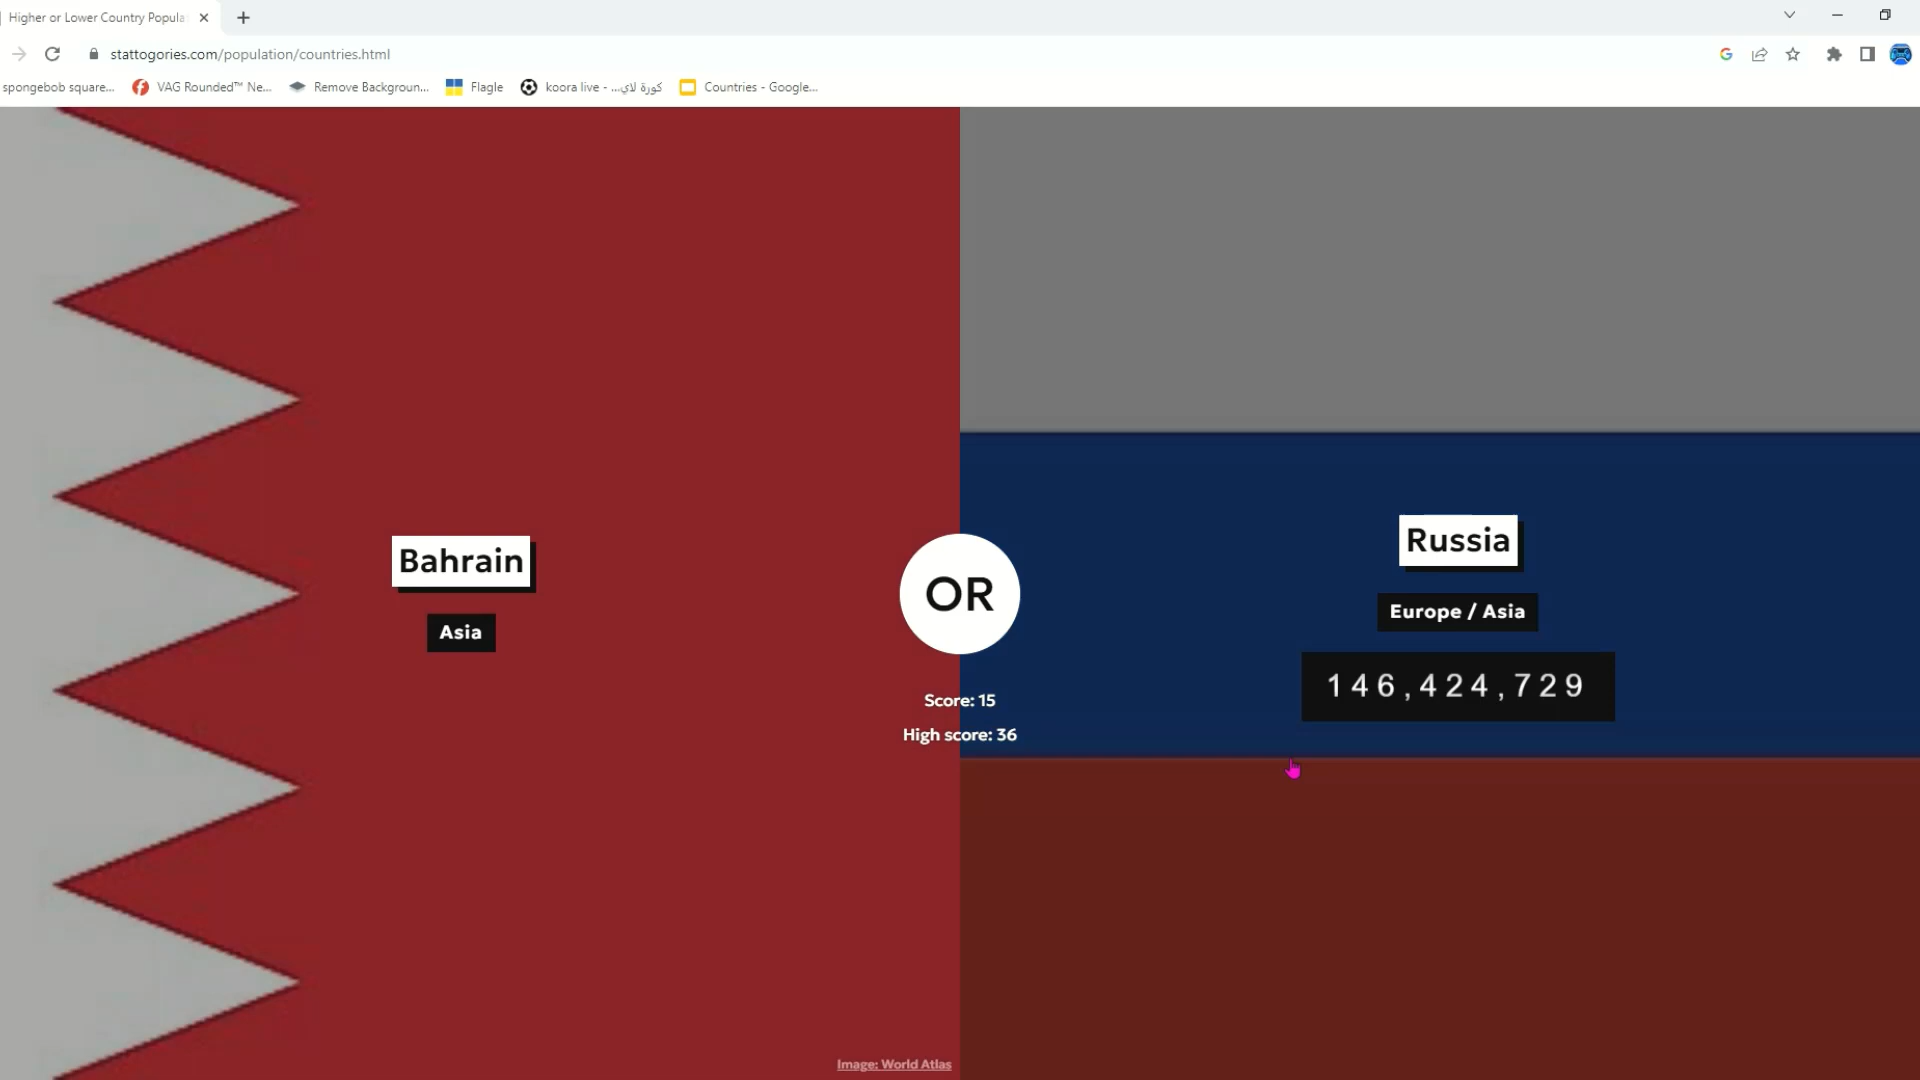 Higher or Lower Country Popula
stattogories.com/population/countries.html
spongebob square...
VAG Rounded™ Ne...
Remove Backgroun...
Flagle
koora live - ...كورة لاي
Countries - Google...
Bahrain
Asia
OR
Score: 15
High score: 36
Russia
Europe / Asia
146,424,729
Image: World Atlas